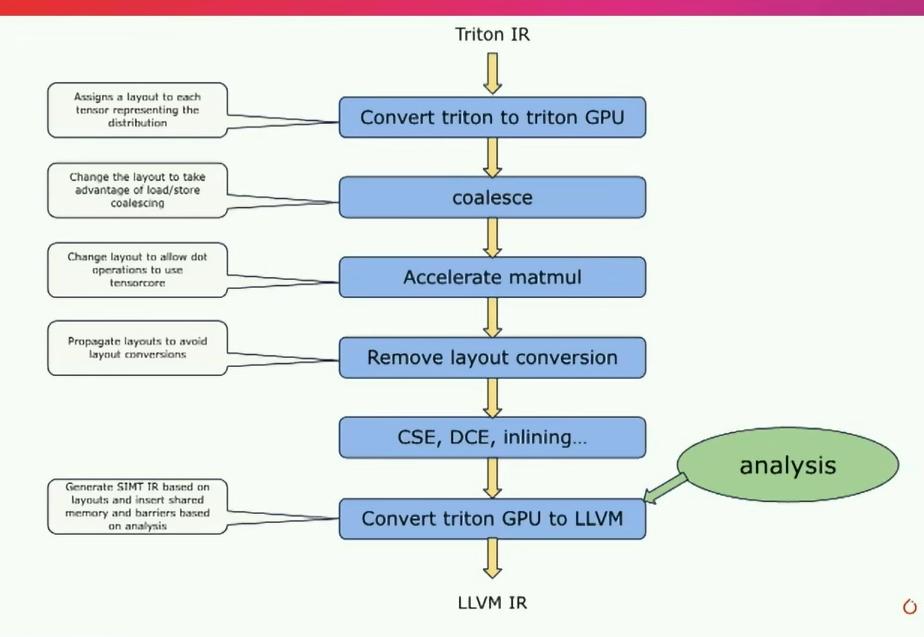 Triton IR
Assigns a layout to each
tensor representing the
distribution
Convert triton to triton GPU
Change the layout to take
advantage of load/store
coalescing
coalesce
Change layout to allow dot
operations to use
tensorcore
Accelerate matmul
Propagate layouts to avoid
layout conversions
Remove layout conversion
CSE, DCE, inlining...
analysis
Generate SIMT IR based on
layouts and insert shared
memory and barriers based
on analysis
Convert triton GPU to LLVM
LLVM IR